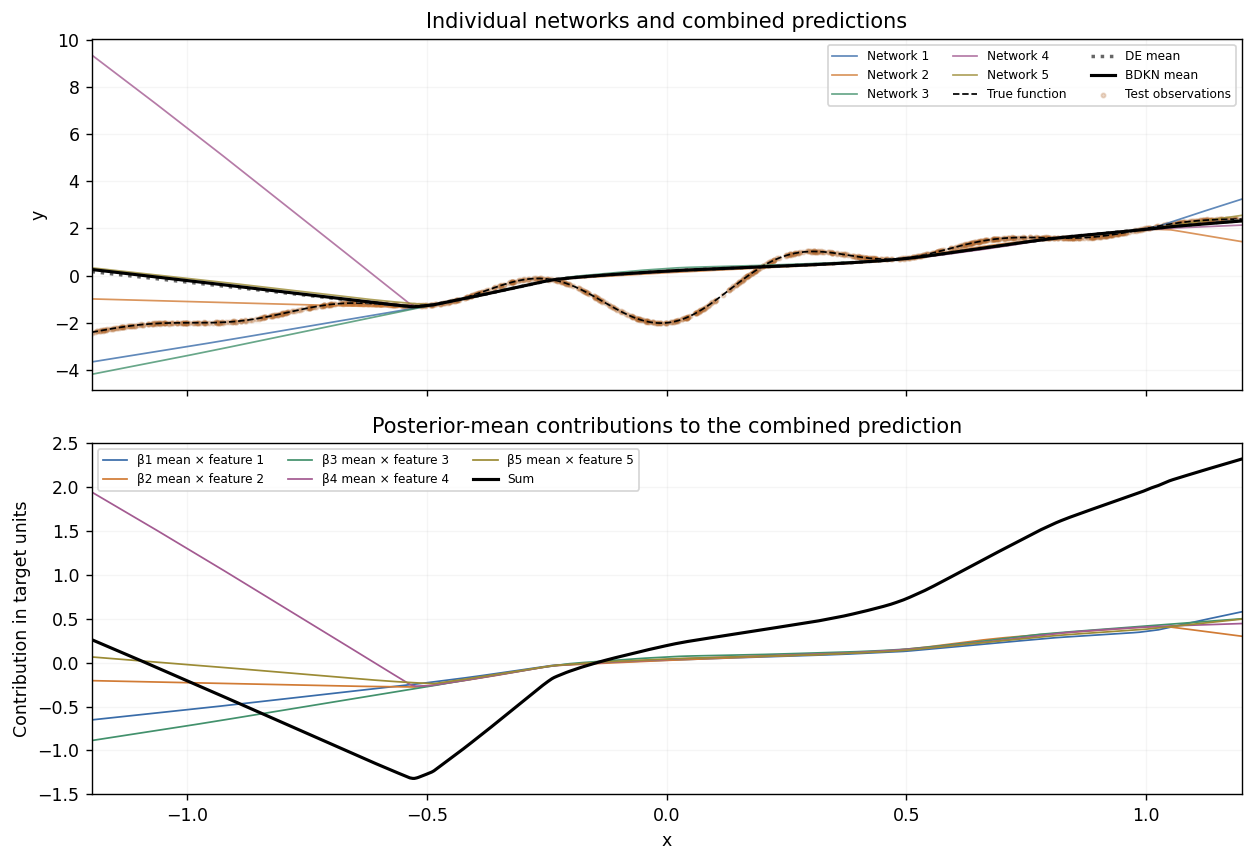 Individual networks and combined predictions
10
8
6
4
2
0
−2
−4
y
Network 1
Network 2
Network 3
Network 4
Network 5
True function
DE mean
BDKN mean
Test observations
Posterior-mean contributions to the combined prediction
2.5
2.0
1.5
1.0
0.5
0.0
−0.5
−1.0
−1.5
Contribution in target units
β1 mean × feature 1
β2 mean × feature 2
β3 mean × feature 3
β4 mean × feature 4
β5 mean × feature 5
Sum
−1.0
−0.5
0.0
0.5
1.0
x